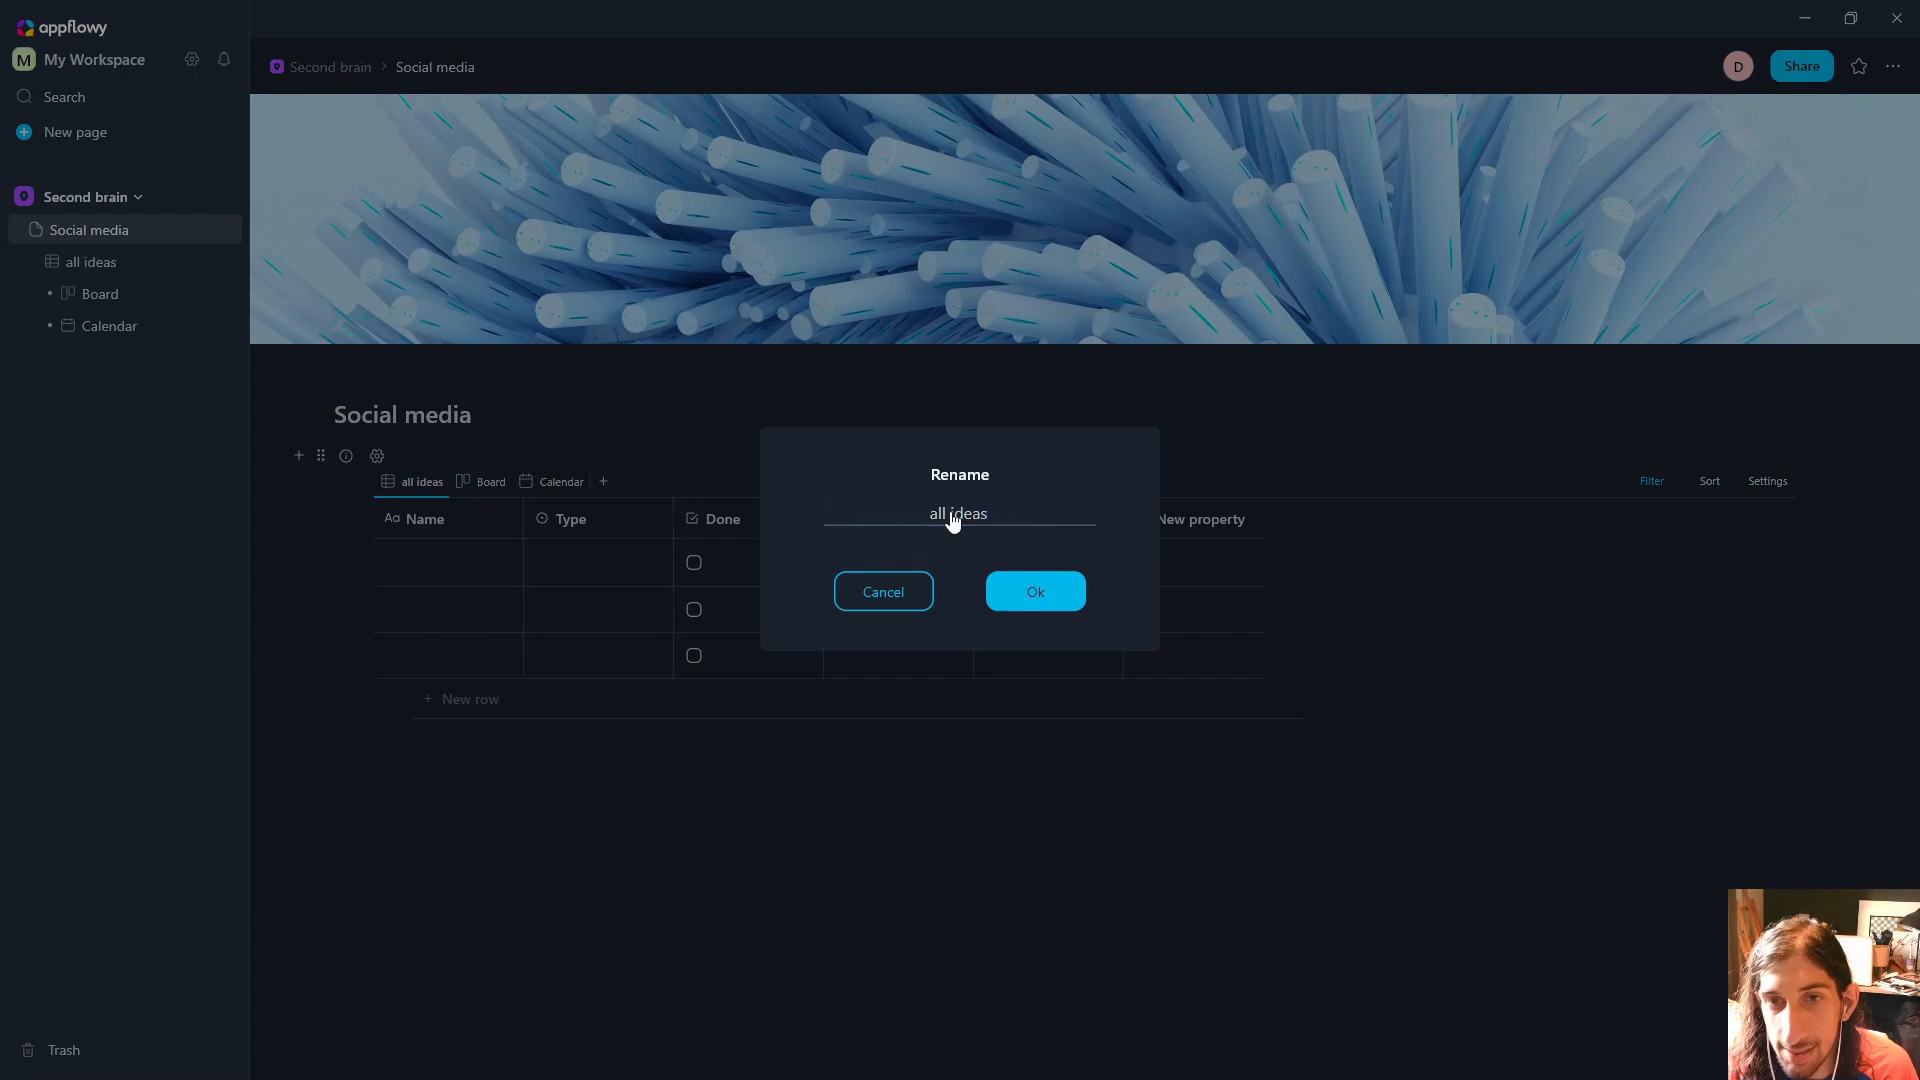 appflowy
M My Workspace
Search
New page
Second brain
Social media
all ideas
Board
Calendar
Trash
Second brain > Social media
D
Share
Social media
all ideas Board Calendar +
Filter Sort Settings
Aa Name
Type
Done
New property
+ New row
Rename
all ideas
Cancel
Ok